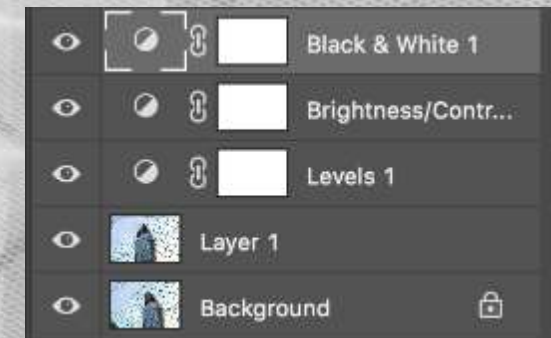 Black & White 1
Brightness/Contr...
Levels 1
Layer 1
Background